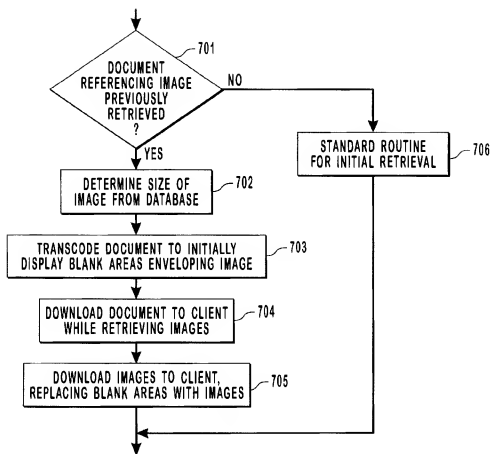 701
DOCUMENT
REFERENCING IMAGE
PREVIOUSLY
RETRIEVED
?
NO
YES
STANDARD ROUTINE
FOR INITIAL RETRIEVAL
706
DETERMINE SIZE OF
IMAGE FROM DATABASE
702
TRANSCODE DOCUMENT TO INITIALLY
DISPLAY BLANK AREAS ENVELOPING IMAGE
703
DOWNLOAD DOCUMENT TO CLIENT
WHILE RETRIEVING IMAGES
704
DOWNLOAD IMAGES TO CLIENT,
REPLACING BLANK AREAS WITH IMAGES
705